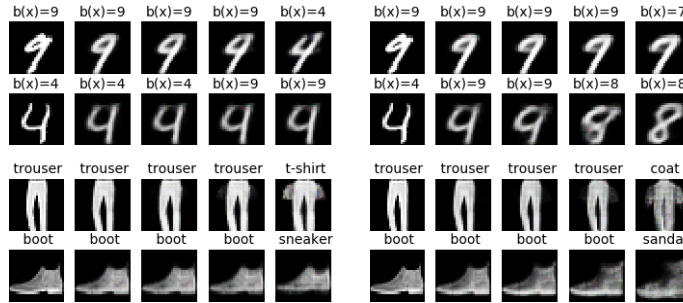 b(x)=9 b(x)=9 b(x)=9 b(x)=9 b(x)=4 b(x)=9 b(x)=9 b(x)=9 b(x)=9 b(x)=7
b(x)=4 b(x)=4 b(x)=4 b(x)=9 b(x)=9 b(x)=4 b(x)=9 b(x)=9 b(x)=8 b(x)=8
trouser trouser trouser trouser t-shirt trouser trouser trouser trouser coat
boot boot boot boot sneaker boot boot boot boot sanda